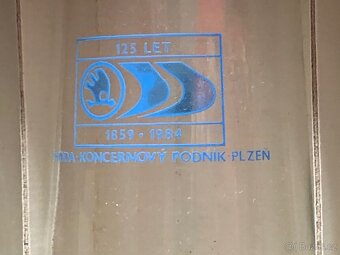 125 LET
1859 • 1984
KONCERNOVÝ PODNIK PLZEŇ